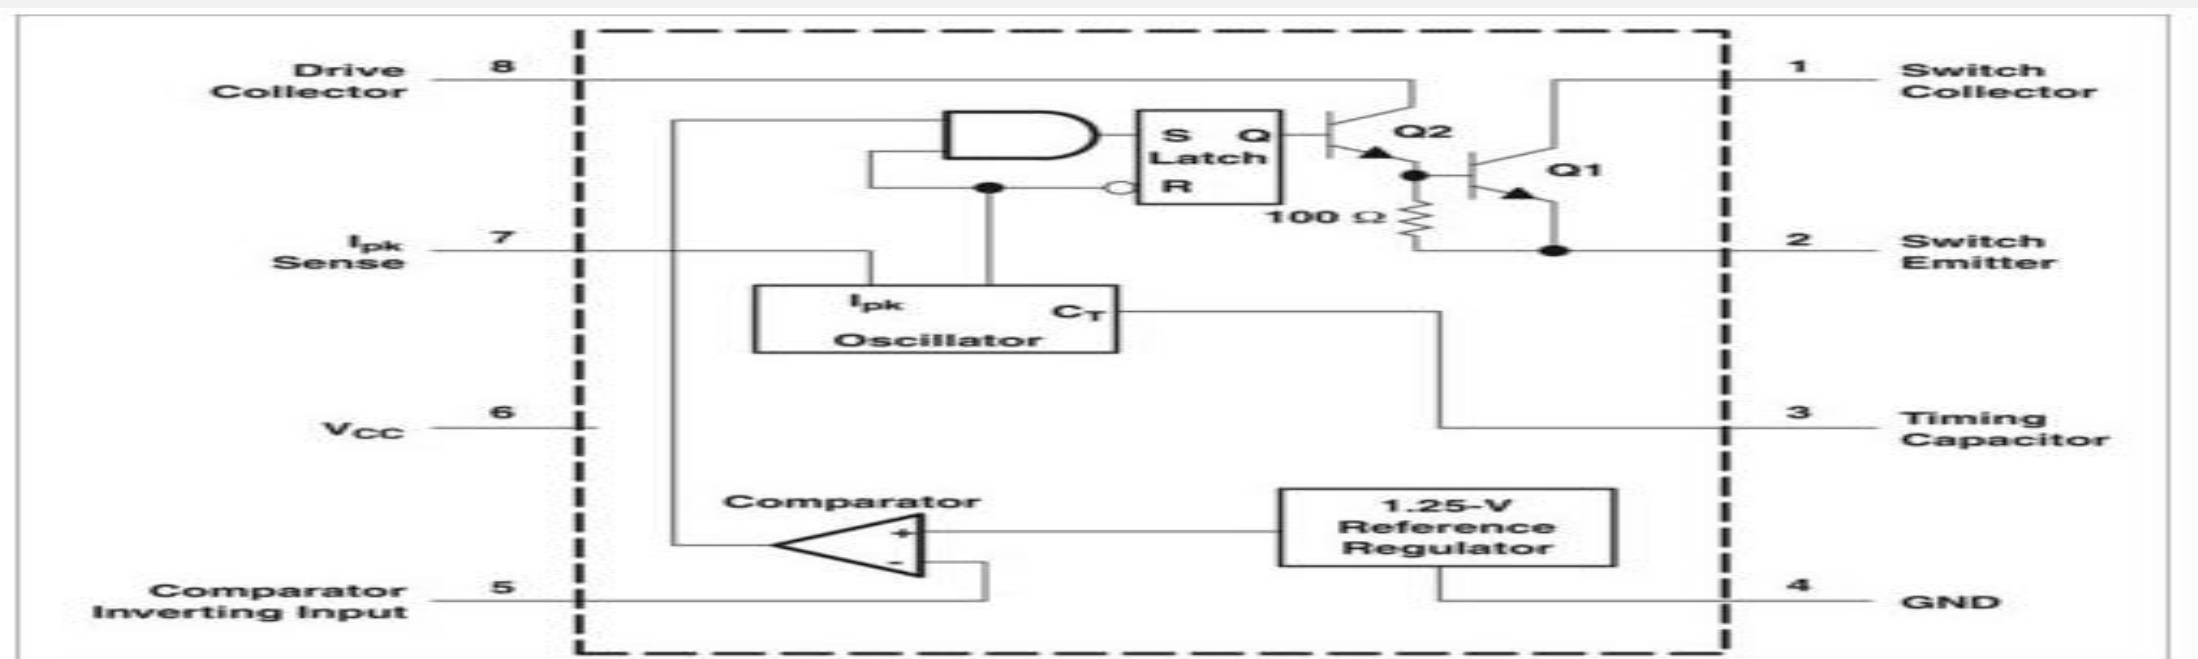 Drive
Collector
8
1
Switch
Collector
S
Q
Latch
R
Q2
Q1
100 Ω
Ipk
Sense
7
2
Switch
Emitter
Ipk
CT
Oscillator
VCC
6
3
Timing
Capacitor
Comparator
+
-
1.25-V
Reference
Regulator
Comparator
Inverting Input
5
4
GND